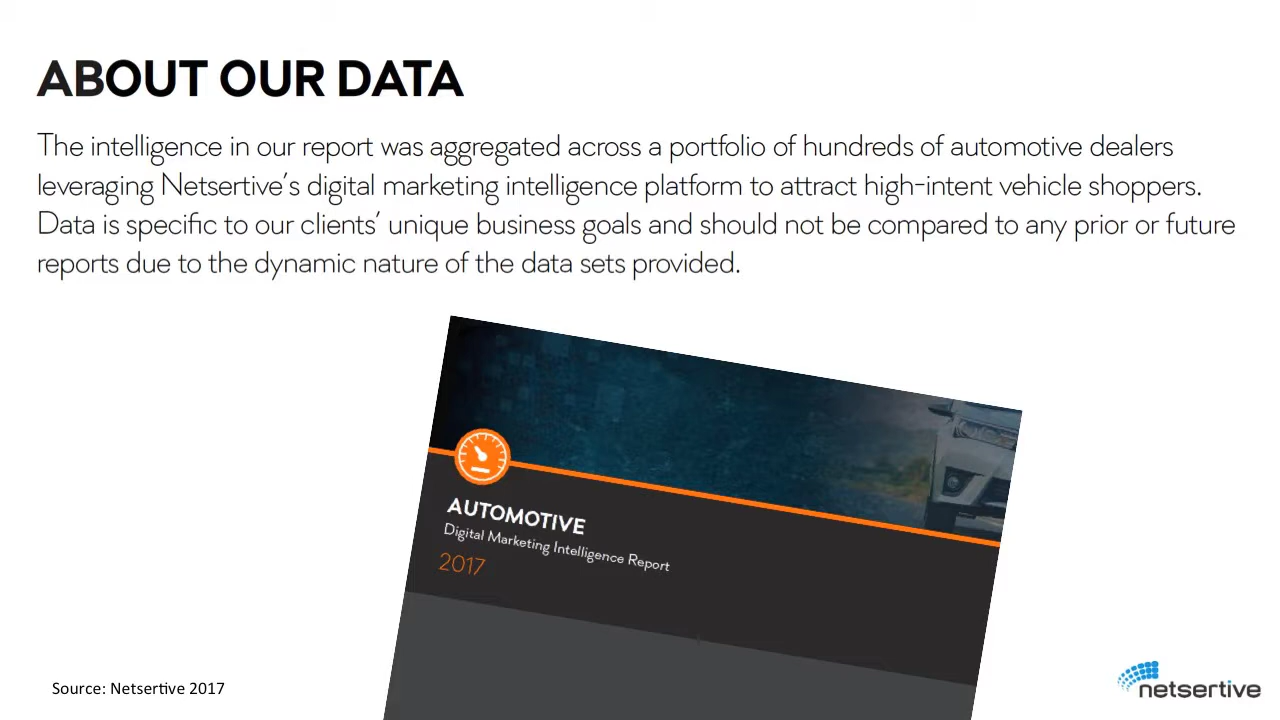 ABOUT OUR DATA
The intelligence in our report was aggregated across a portfolio of hundreds of automotive dealers
leveraging Netsertive’s digital marketing intelligence platform to attract high-intent vehicle shoppers.
Data is specific to our clients’ unique business goals and should not be compared to any prior or future
reports due to the dynamic nature of the data sets provided.
AUTOMOTIVE
Digital Marketing Intelligence Report
2017
Source: Netsertive 2017
netsertive